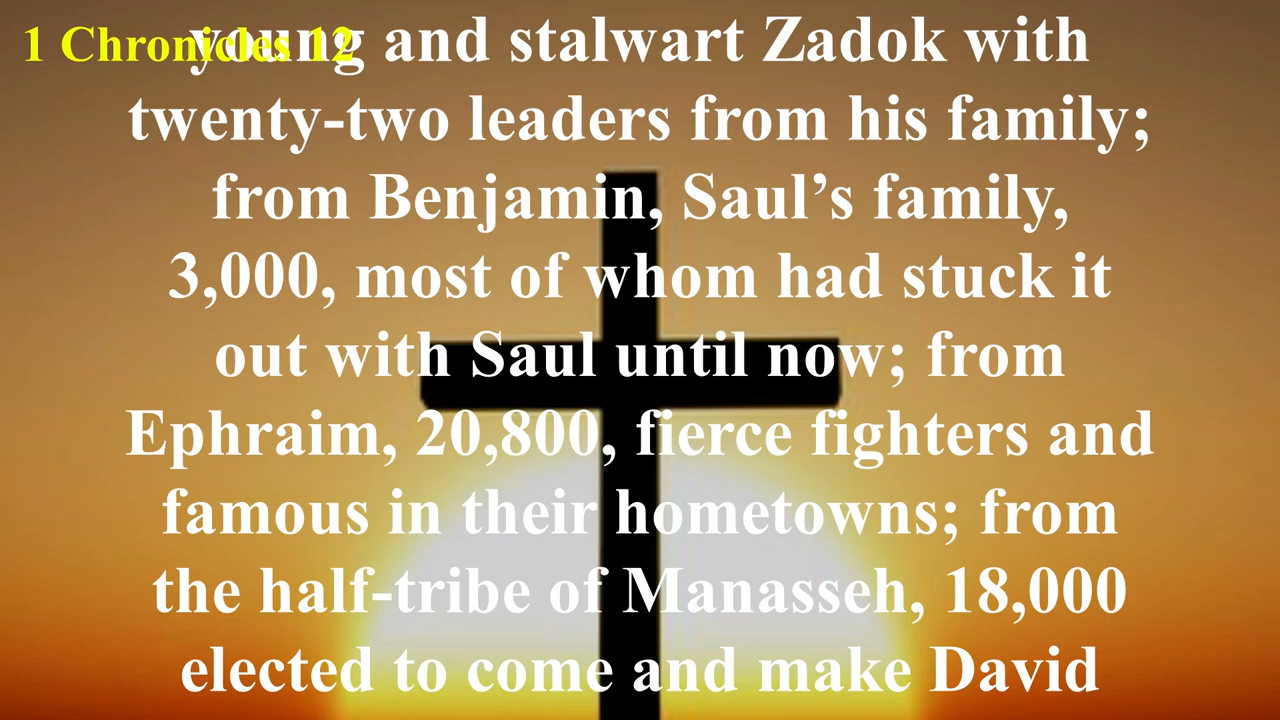 1 Chronicles 12
young and stalwart Zadok with
twenty-two leaders from his family;
from Benjamin, Saul’s family,
3,000, most of whom had stuck it
out with Saul until now; from
Ephraim, 20,800, fierce fighters and
famous in their hometowns; from
the half-tribe of Manasseh, 18,000
elected to come and make David